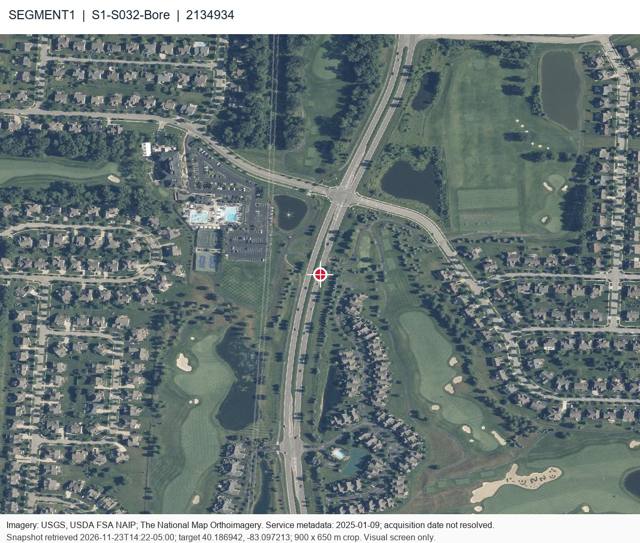 SEGMENT1 | S1-S032-Bore | 2134934
Imagery: USGS, USDA FSA NAIP; The National Map Orthoimagery. Service metadata: 2025-01-09; acquisition date not resolved.
Snapshot retrieved 2026-11-23T14:22-05:00; target 40.186942, -83.097213; 900 x 650 m crop. Visual screen only.